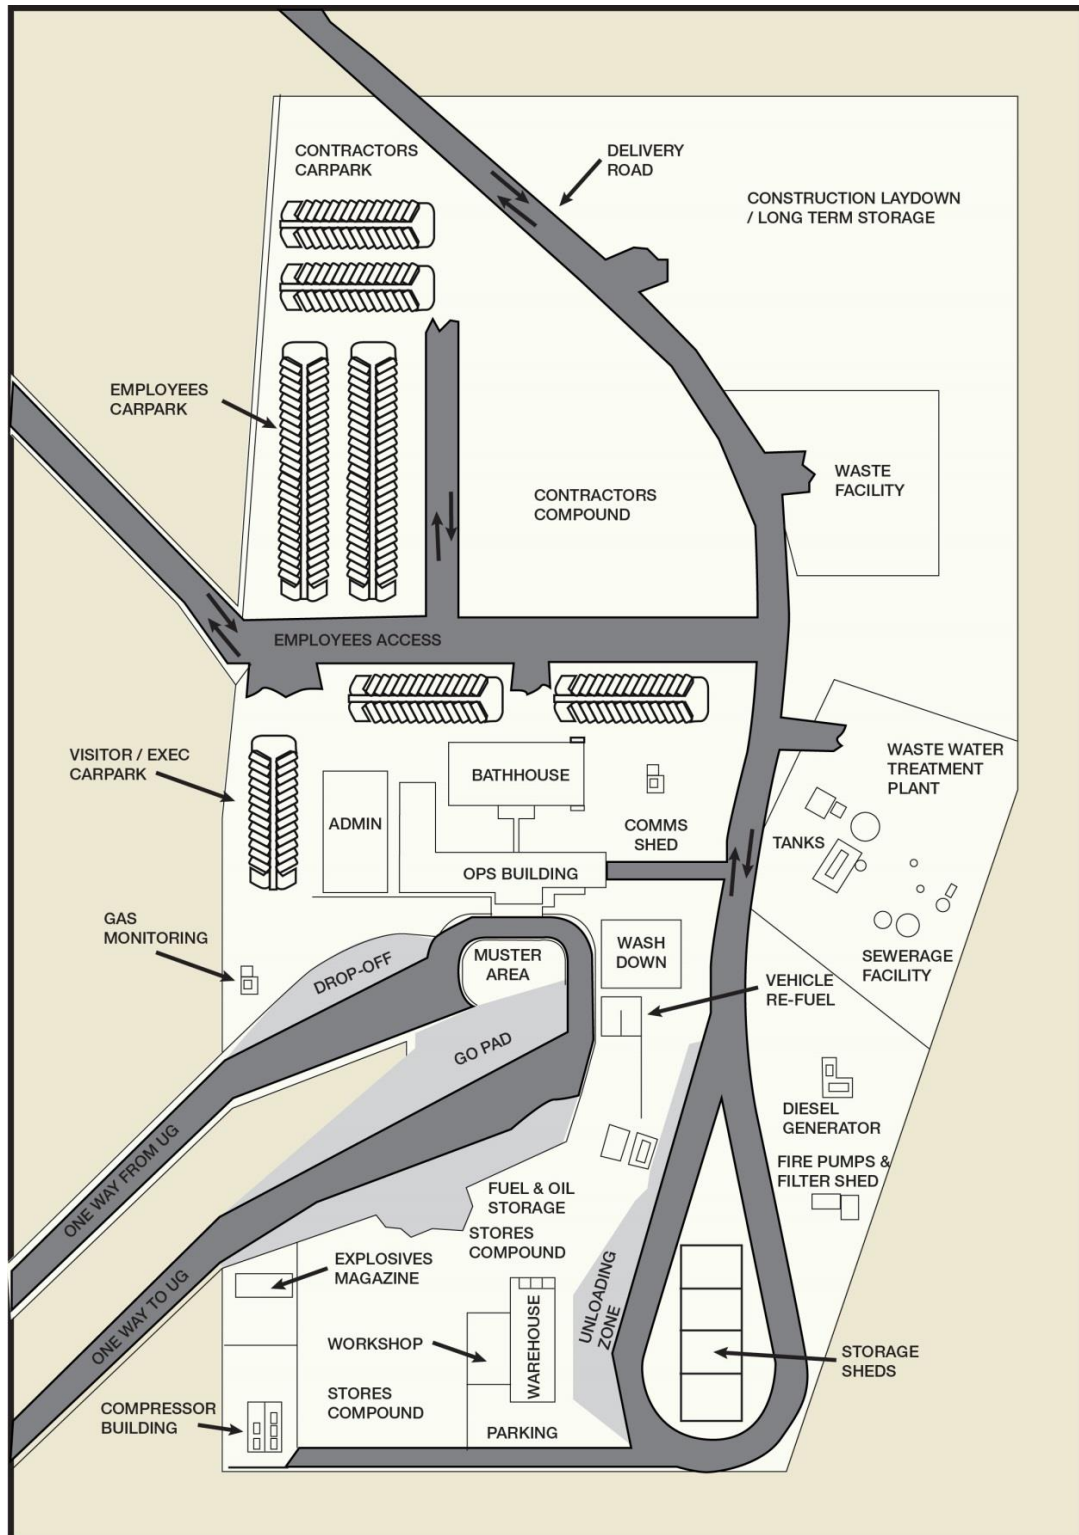 CONTRACTORS
CARPARK
DELIVERY
ROAD
CONSTRUCTION LAYDOWN
/ LONG TERM STORAGE
EMPLOYEES
CARPARK
WASTE
FACILITY
CONTRACTORS
COMPOUND
EMPLOYEES ACCESS
VISITOR / EXEC
CARPARK
BATHHOUSE
WASTE WATER
TREATMENT
PLANT
ADMIN
COMMS
SHED
TANKS
OPS BUILDING
GAS
MONITORING
DROP-OFF
MUSTER
AREA
WASH
DOWN
SEWERAGE
FACILITY
VEHICLE
RE-FUEL
GO PAD
DIESEL
GENERATOR
FIRE PUMPS &
FILTER SHED
ONE WAY FROM UG
FUEL & OIL
STORAGE
STORES
COMPOUND
EXPLOSIVES
MAGAZINE
UNLOADING
ZONE
ONE WAY TO UG
WORKSHOP
WAREHOUSE
STORAGE
SHEDS
STORES
COMPOUND
COMPRESSOR
BUILDING
PARKING